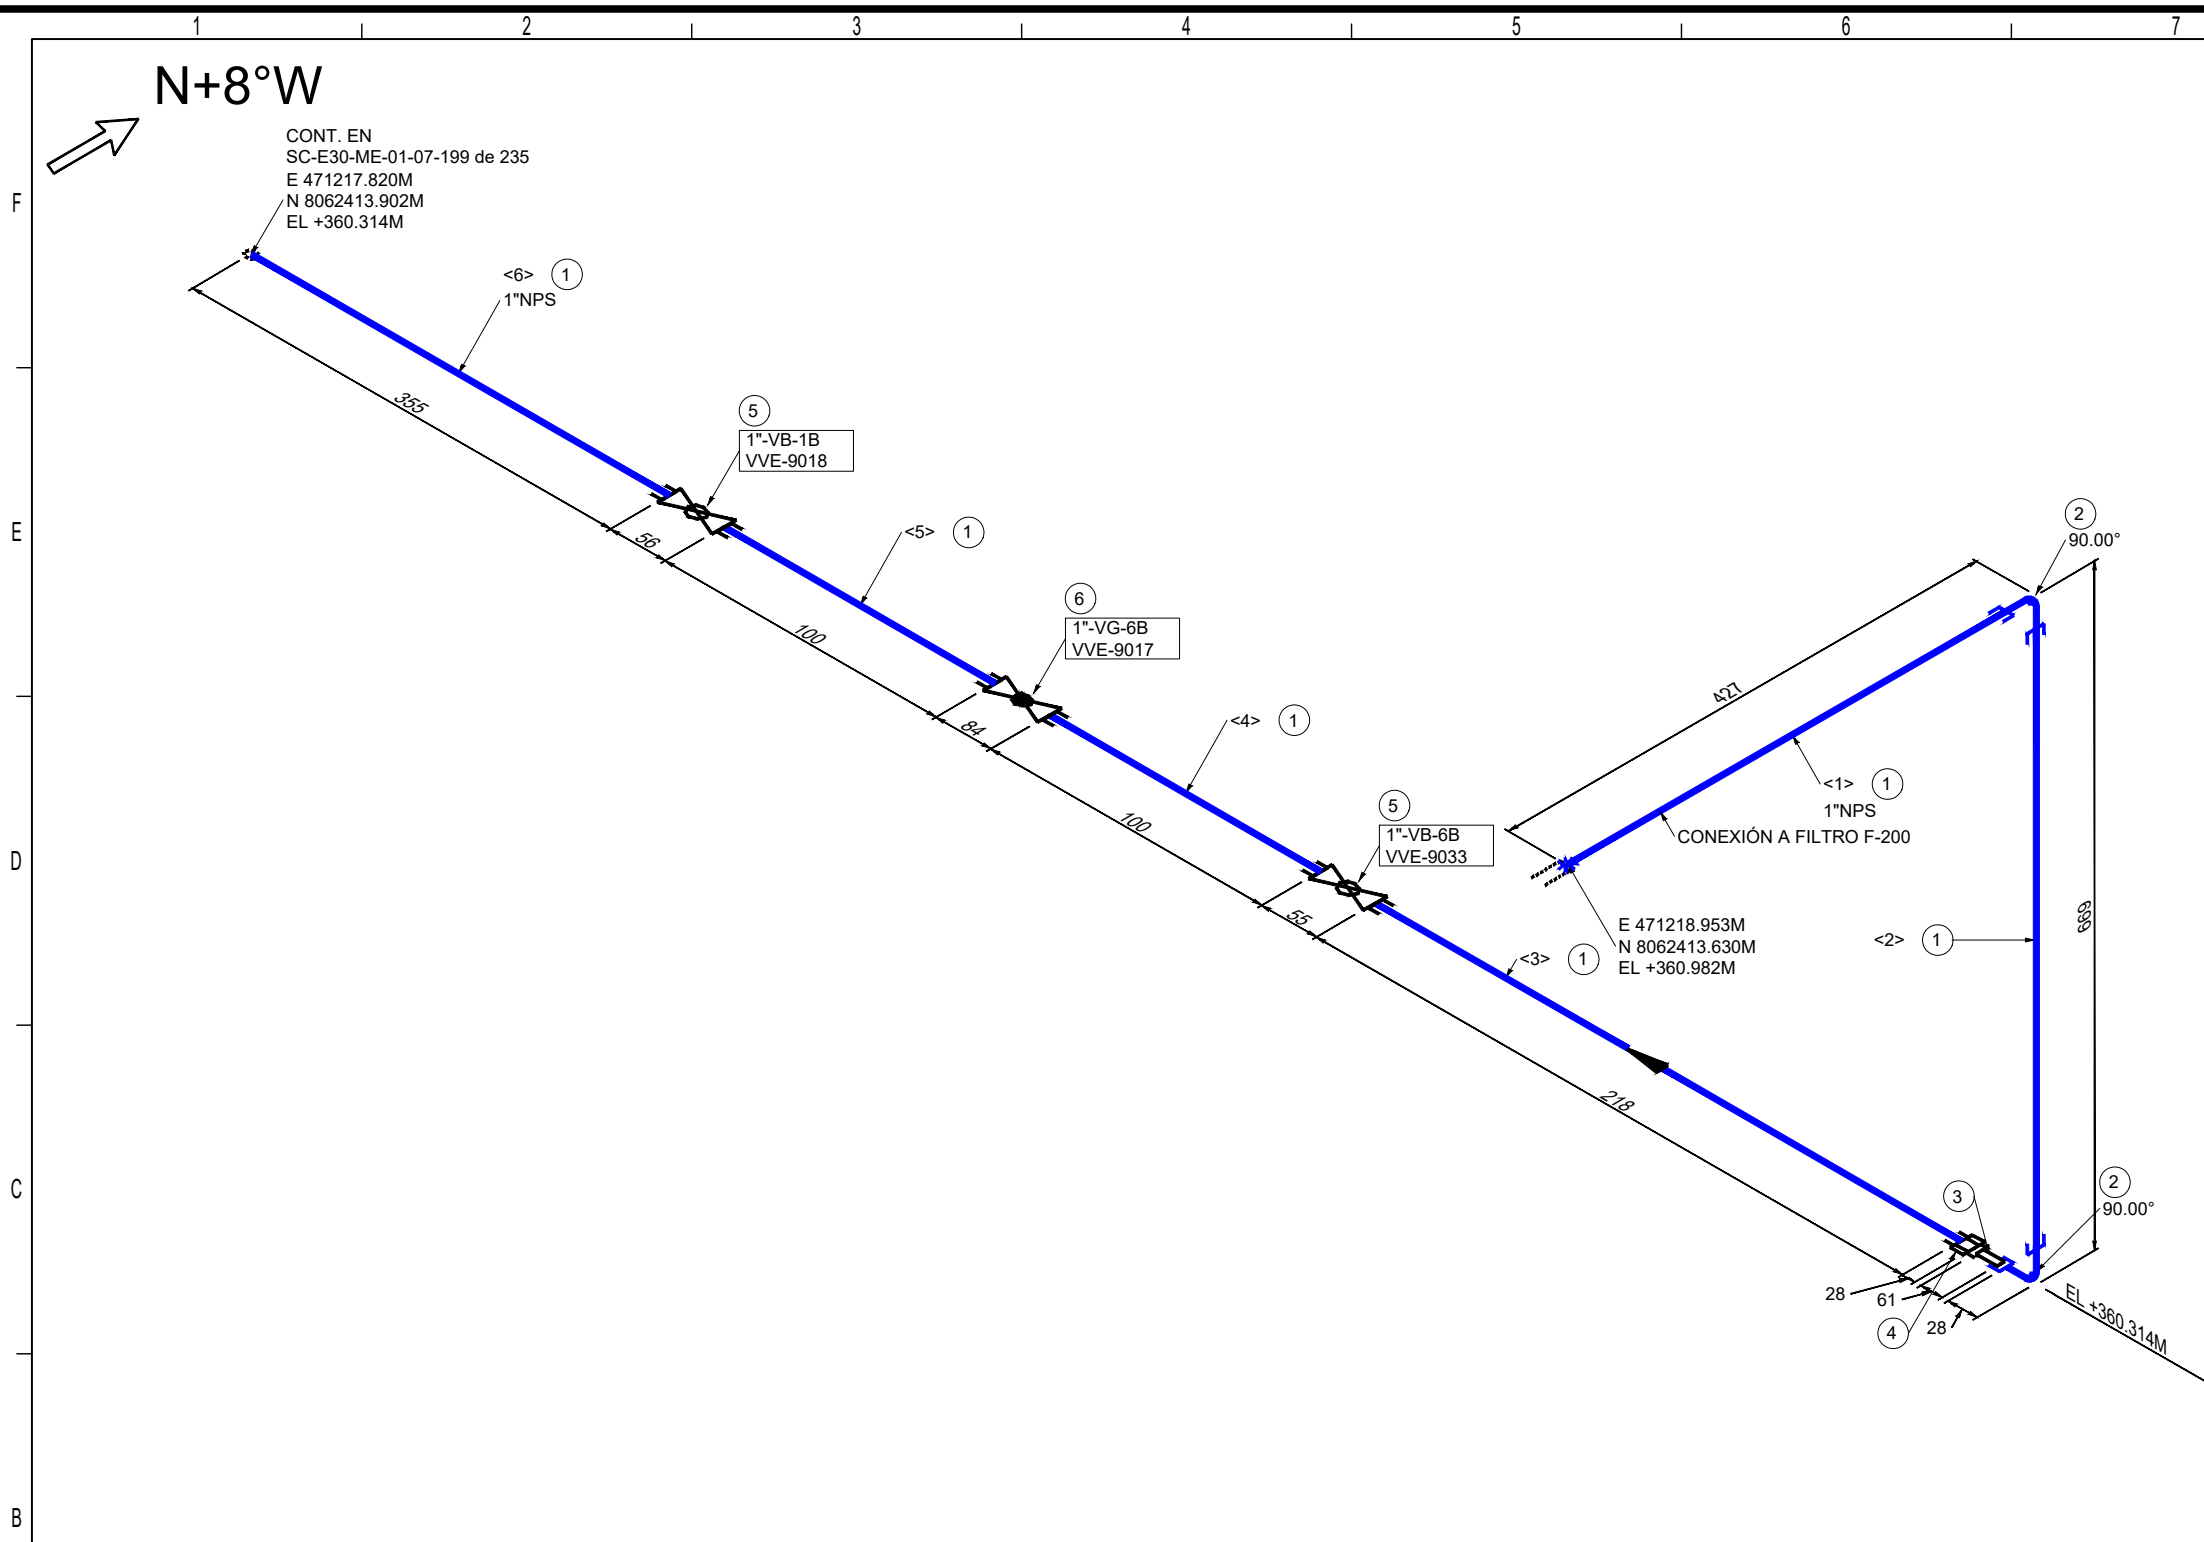 1 2 3 4 5 6 7
N+8°W
CONT. EN
SC-E30-ME-01-07-199 de 235
E 471217.820M
N 8062413.902M
EL +360.314M
F
<6> 1
1"NPS
355
5
1"-VB-1B
VVE-9018
E
56
<5> 1
2
90.00°
6
1"-VG-6B
VVE-9017
100
84
<4> 1
427
<1> 1
1"NPS
CONEXIÓN A FILTRO F-200
5
1"-VB-6B
VVE-9033
100
D
55
E 471218.953M
N 8062413.630M
EL +360.982M
<2> 1
669
<3> 1
218
C
3
2
90.00°
28
61
28
4
EL +360.314M
B